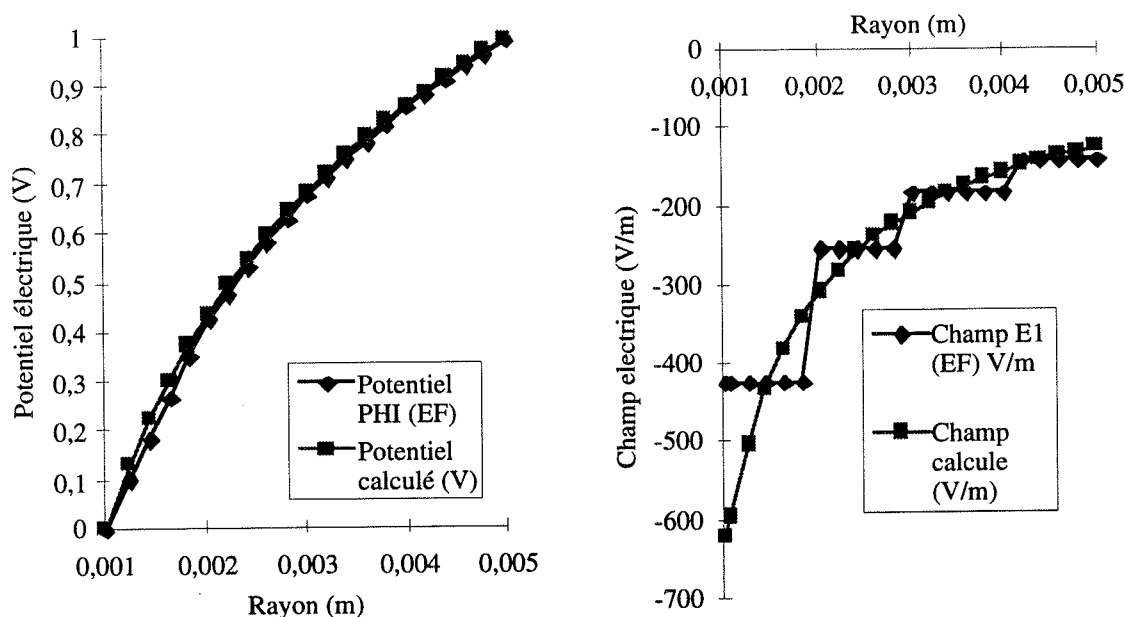 1
0,9
0,8
0,7
0,6
0,5
0,4
0,3
0,2
0,1
0
Potentiel électrique (V)
0,001
0,002
0,003
0,004
0,005
Rayon (m)
Potentiel
PHI (EF)
Potentiel
calculé (V)
Rayon (m)
0
0,001
0,002
0,003
0,004
0,005
-100
-200
-300
-400
-500
-600
-700
Champ electrique (V/m)
Champ E1
(EF) V/m
Champ
calcule
(V/m)